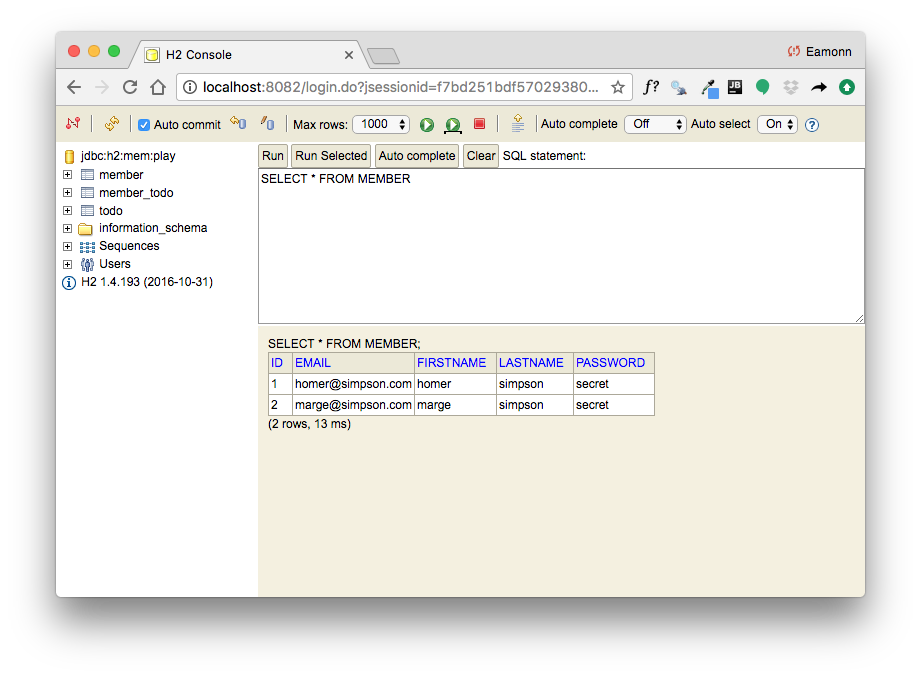 H2 Console
Eamonn
localhost:8082/login.do?jsessionid=f7bd251bdf57029380...
f?
JB
Auto commit
Max rows: 1000
Auto complete Off
Auto select On
?
jdbc:h2:mem:play
member
member_todo
todo
information_schema
Sequences
Users
H2 1.4.193 (2016-10-31)
Run Run Selected Auto complete Clear SQL statement:
SELECT * FROM MEMBER
SELECT * FROM MEMBER;
ID EMAIL FIRSTNAME LASTNAME PASSWORD
1 homer@simpson.com homer simpson secret
2 marge@simpson.com marge simpson secret
(2 rows, 13 ms)